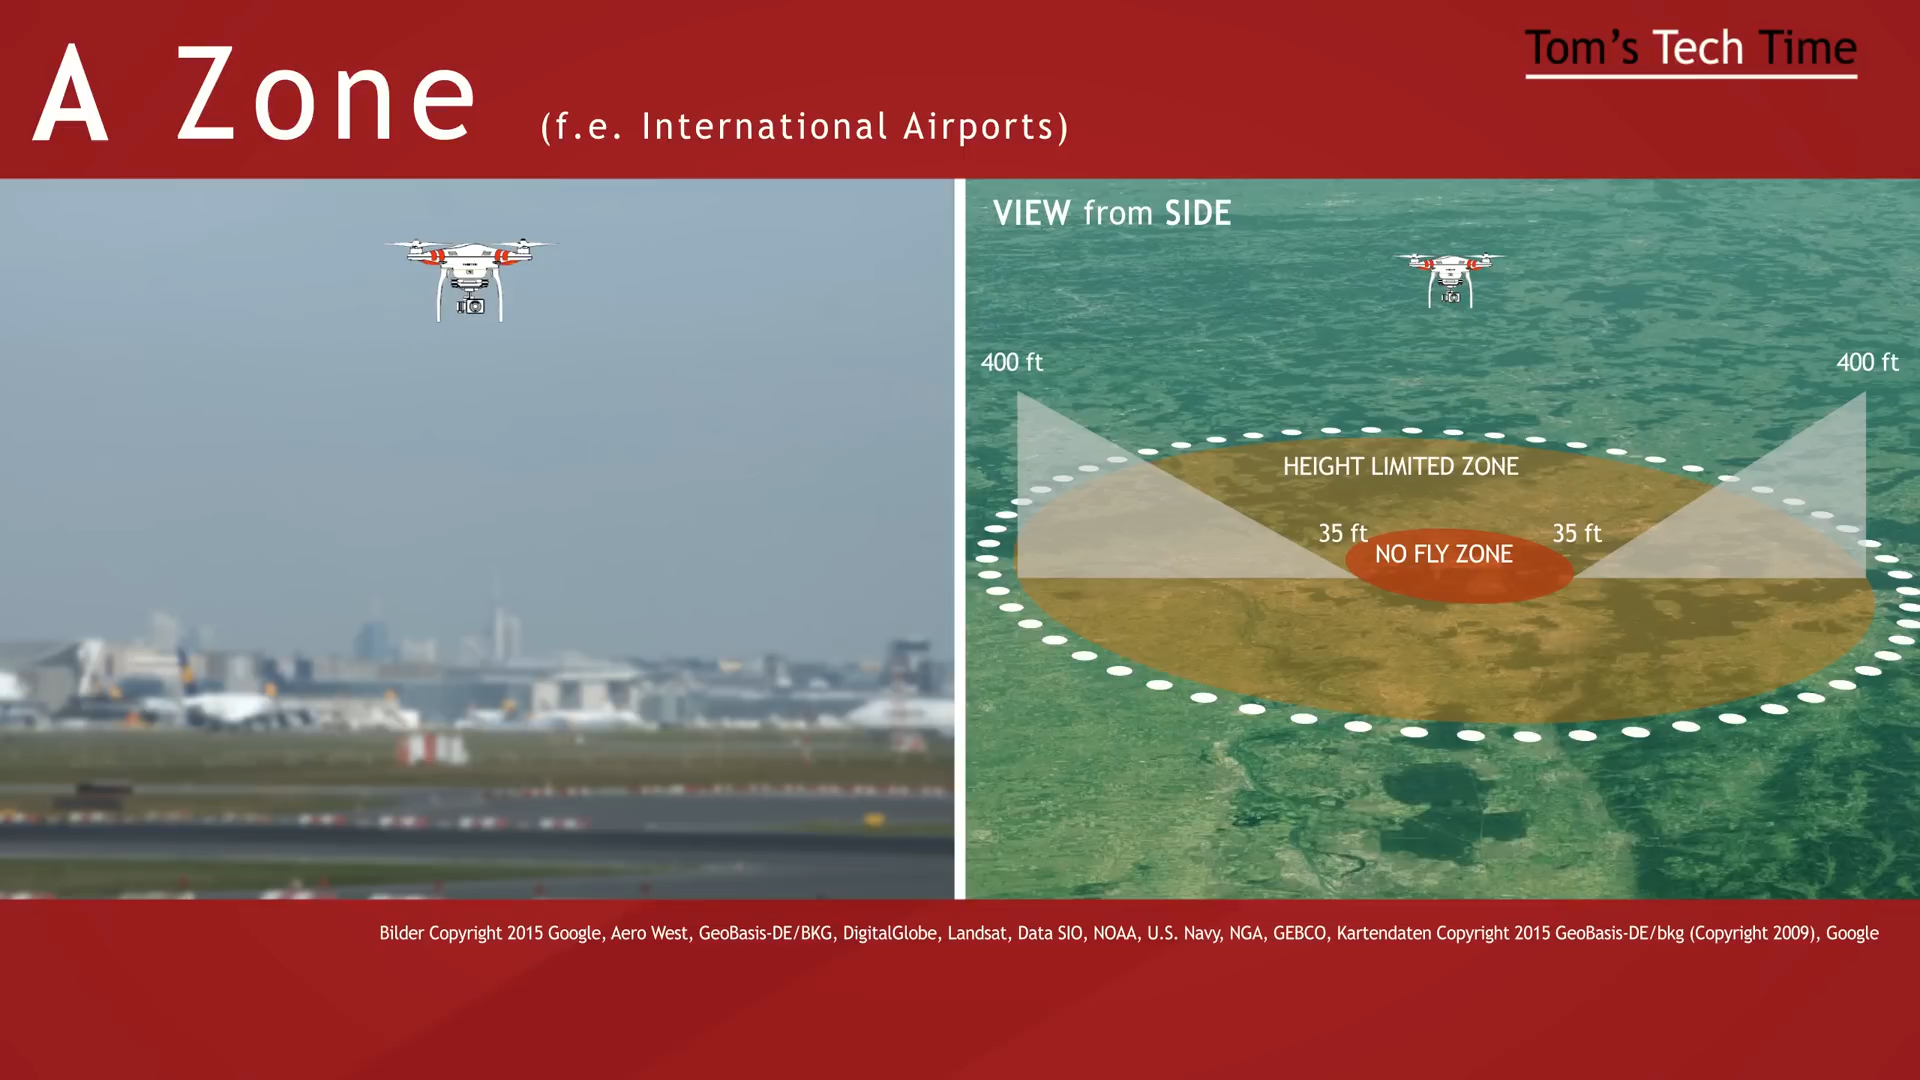 A Zone (f.e. International Airports)
Tom's Tech Time
VIEW from SIDE
400 ft
400 ft
HEIGHT LIMITED ZONE
35 ft
35 ft
NO FLY ZONE
Bilder Copyright 2015 Google, Aero West, GeoBasis-DE/BKG, DigitalGlobe, Landsat, Data SIO, NOAA, U.S. Navy, NGA, GEBCO, Kartendaten Copyright 2015 GeoBasis-DE/bkg (Copyright 2009), Google